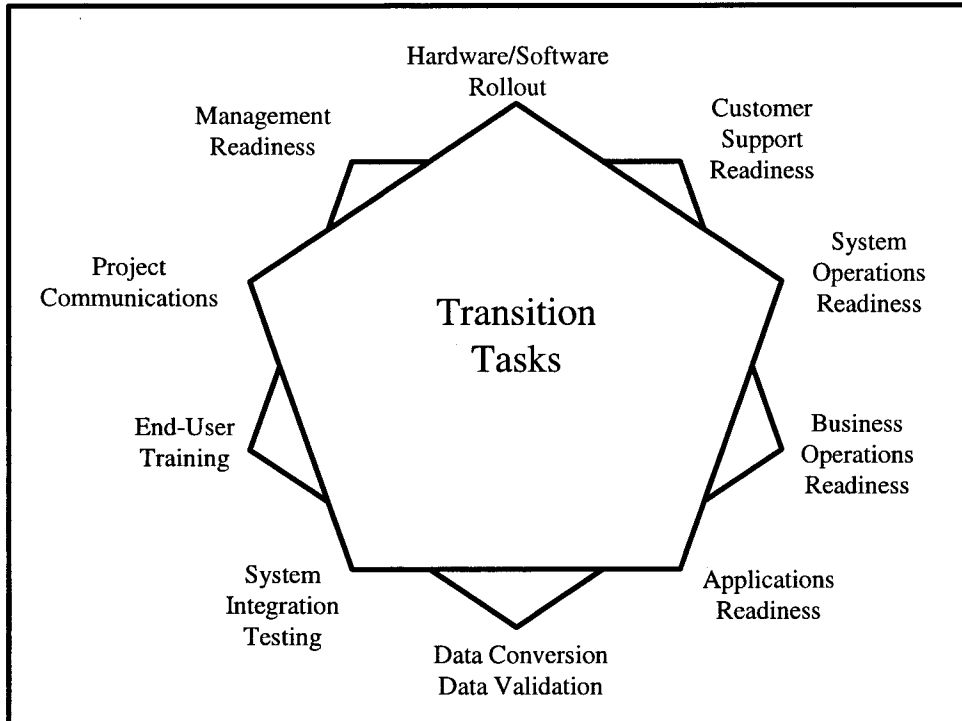 Hardware/Software
Rollout
Customer
Support
Readiness
System
Operations
Readiness
Business
Operations
Readiness
Applications
Readiness
Data Conversion
Data Validation
System
Integration
Testing
End-User
Training
Project
Communications
Management
Readiness
Transition
Tasks